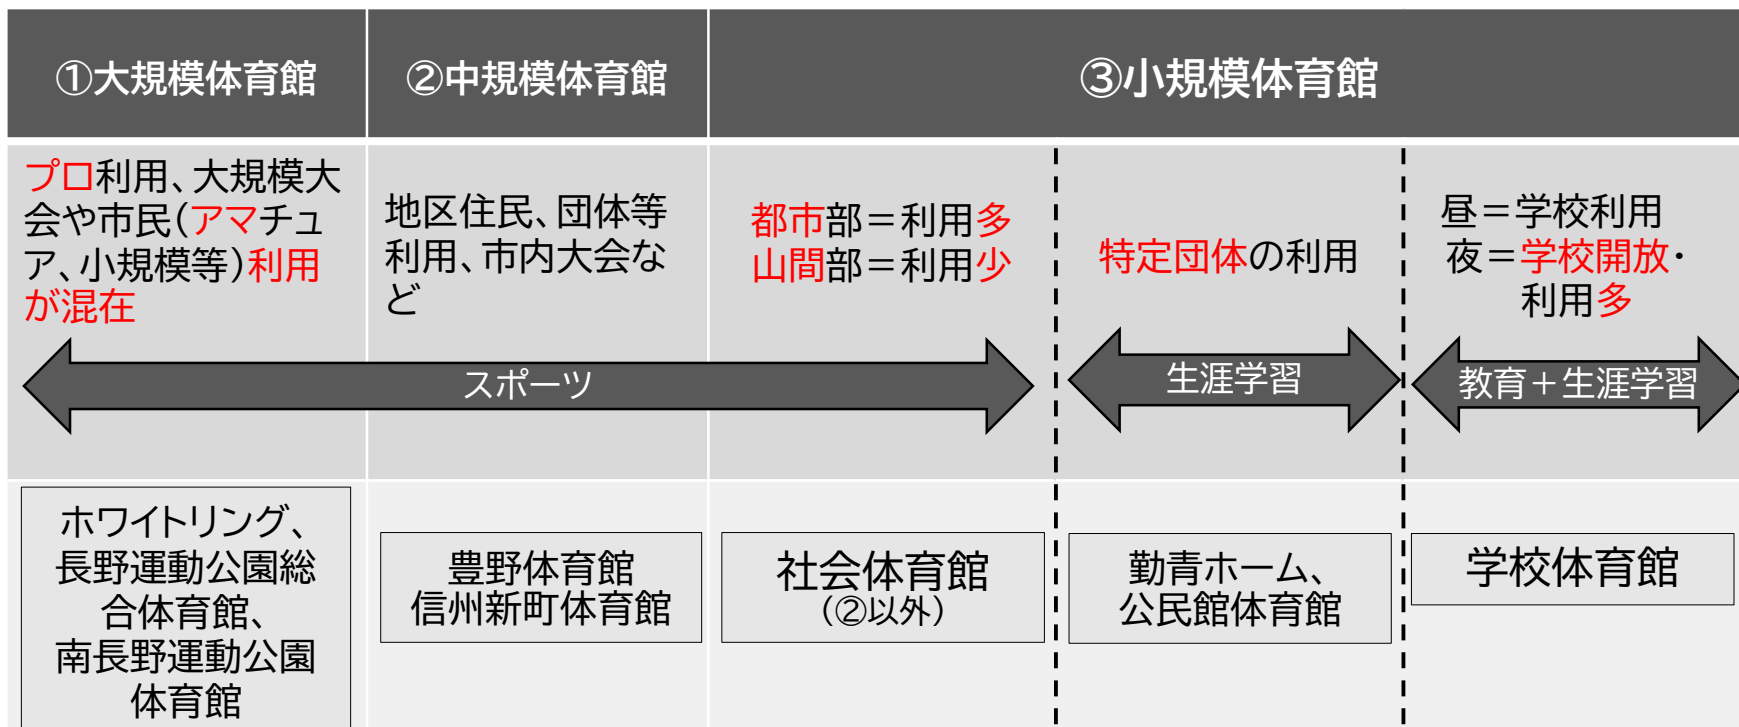 ①大規模体育館
②中規模体育館
③小規模体育館
プロ利用、大規模大
会や市民(アマチュ
ア、小規模等)利用
が混在
地区住民、団体等
利用、市内大会な
ど
都市部＝利用多
山間部＝利用少
特定団体の利用
昼＝学校利用
夜＝学校開放・
利用多
スポーツ
生涯学習
教育＋生涯学習
ホワイトリング、
長野運動公園総
合体育館、
南長野運動公園
体育館
豊野体育館
信州新町体育館
社会体育館
(②以外)
勤青ホーム、
公民館体育館
学校体育館